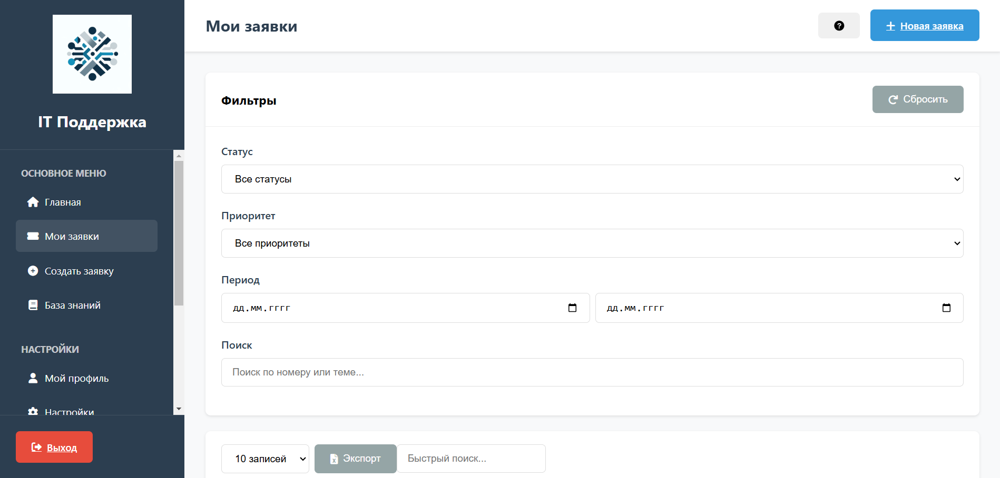 IT Поддержка
ОСНОВНОЕ МЕНЮ
Главная
Мои заявки
Создать заявку
База знаний
НАСТРОЙКИ
Мой профиль
Настройки
Выход
Мои заявки
Новая заявка
Фильтры
Сбросить
Статус
Все статусы
Приоритет
Все приоритеты
Период
дд.мм.гггг
дд.мм.гггг
Поиск
Поиск по номеру или теме...
10 записей
Экспорт
Быстрый поиск...